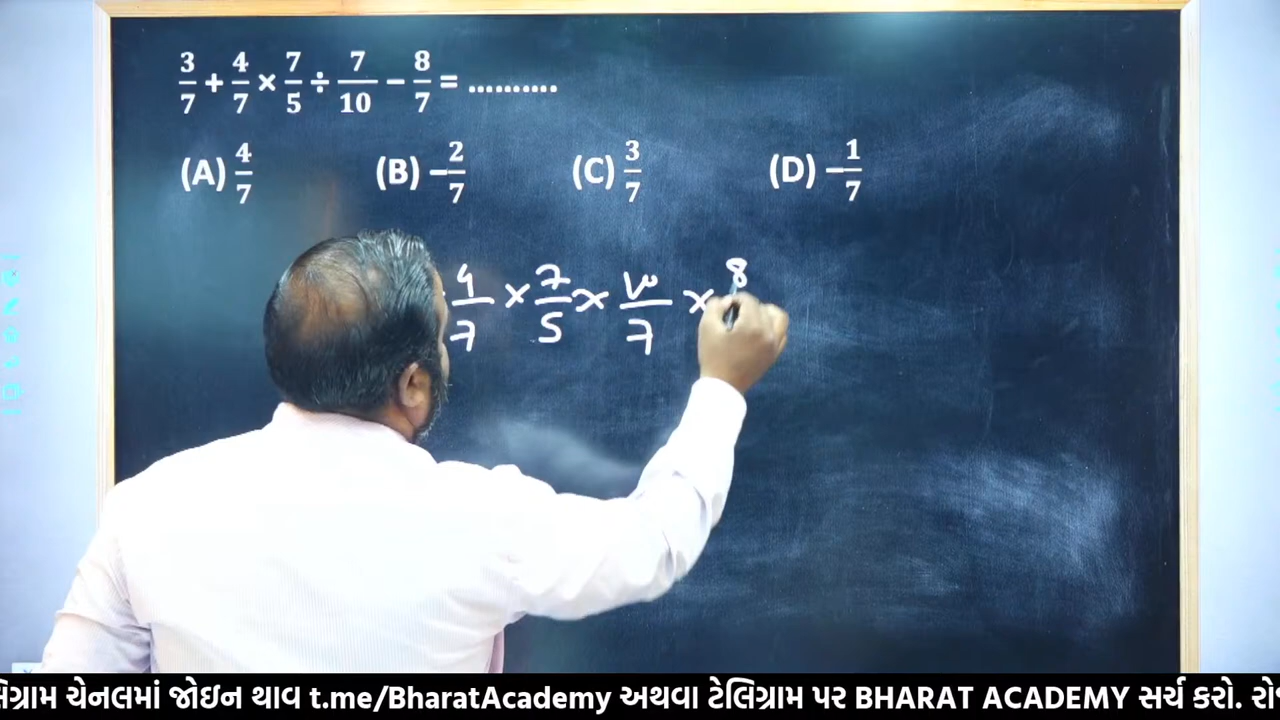 3/7 + 4/7 × 7/5 ÷ 7/10 − 8/7 = ..........
(A) 4/7 (B) −2/7 (C) 3/7 (D) −1/7
4/7 × 7/5 × 10/7 × 8
સિગ્રામ ચેનલમાં જોઇન થાવ t.me/BharatAcademy અથવા ટેલિગ્રામ પર BHARAT ACADEMY સર્ચ કરો.